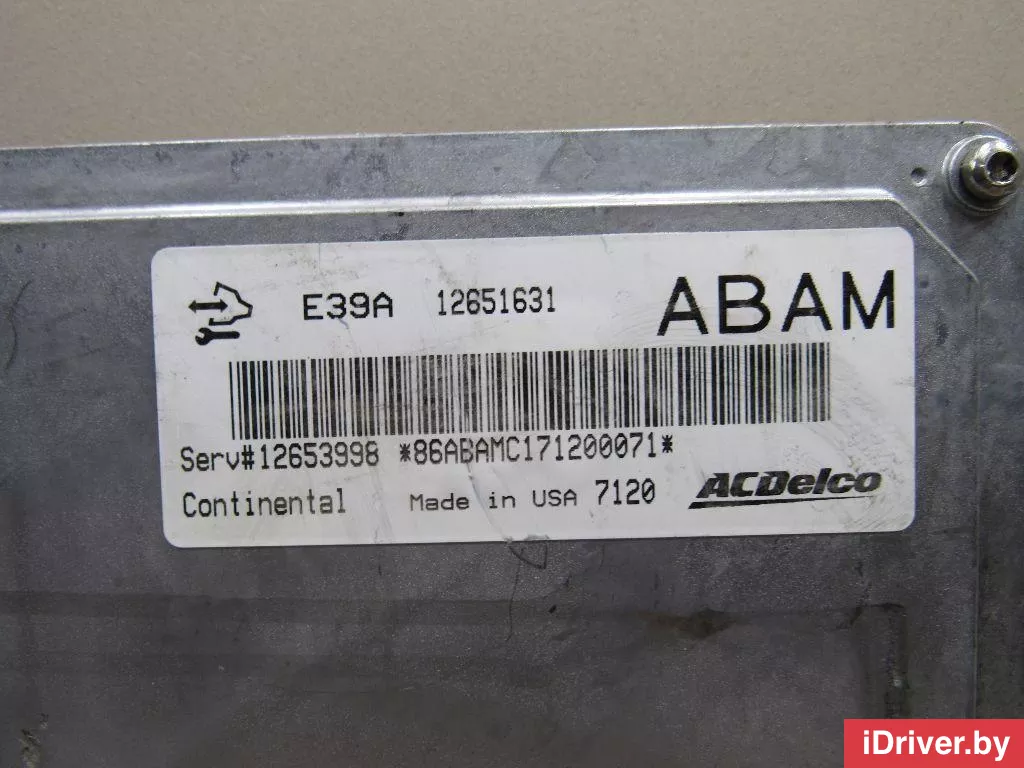 E39A 12651631 ABAM
Serv#12653998 *86ABAMC171200071*
Continental Made in USA 7120 ACDelco
iDriver.by